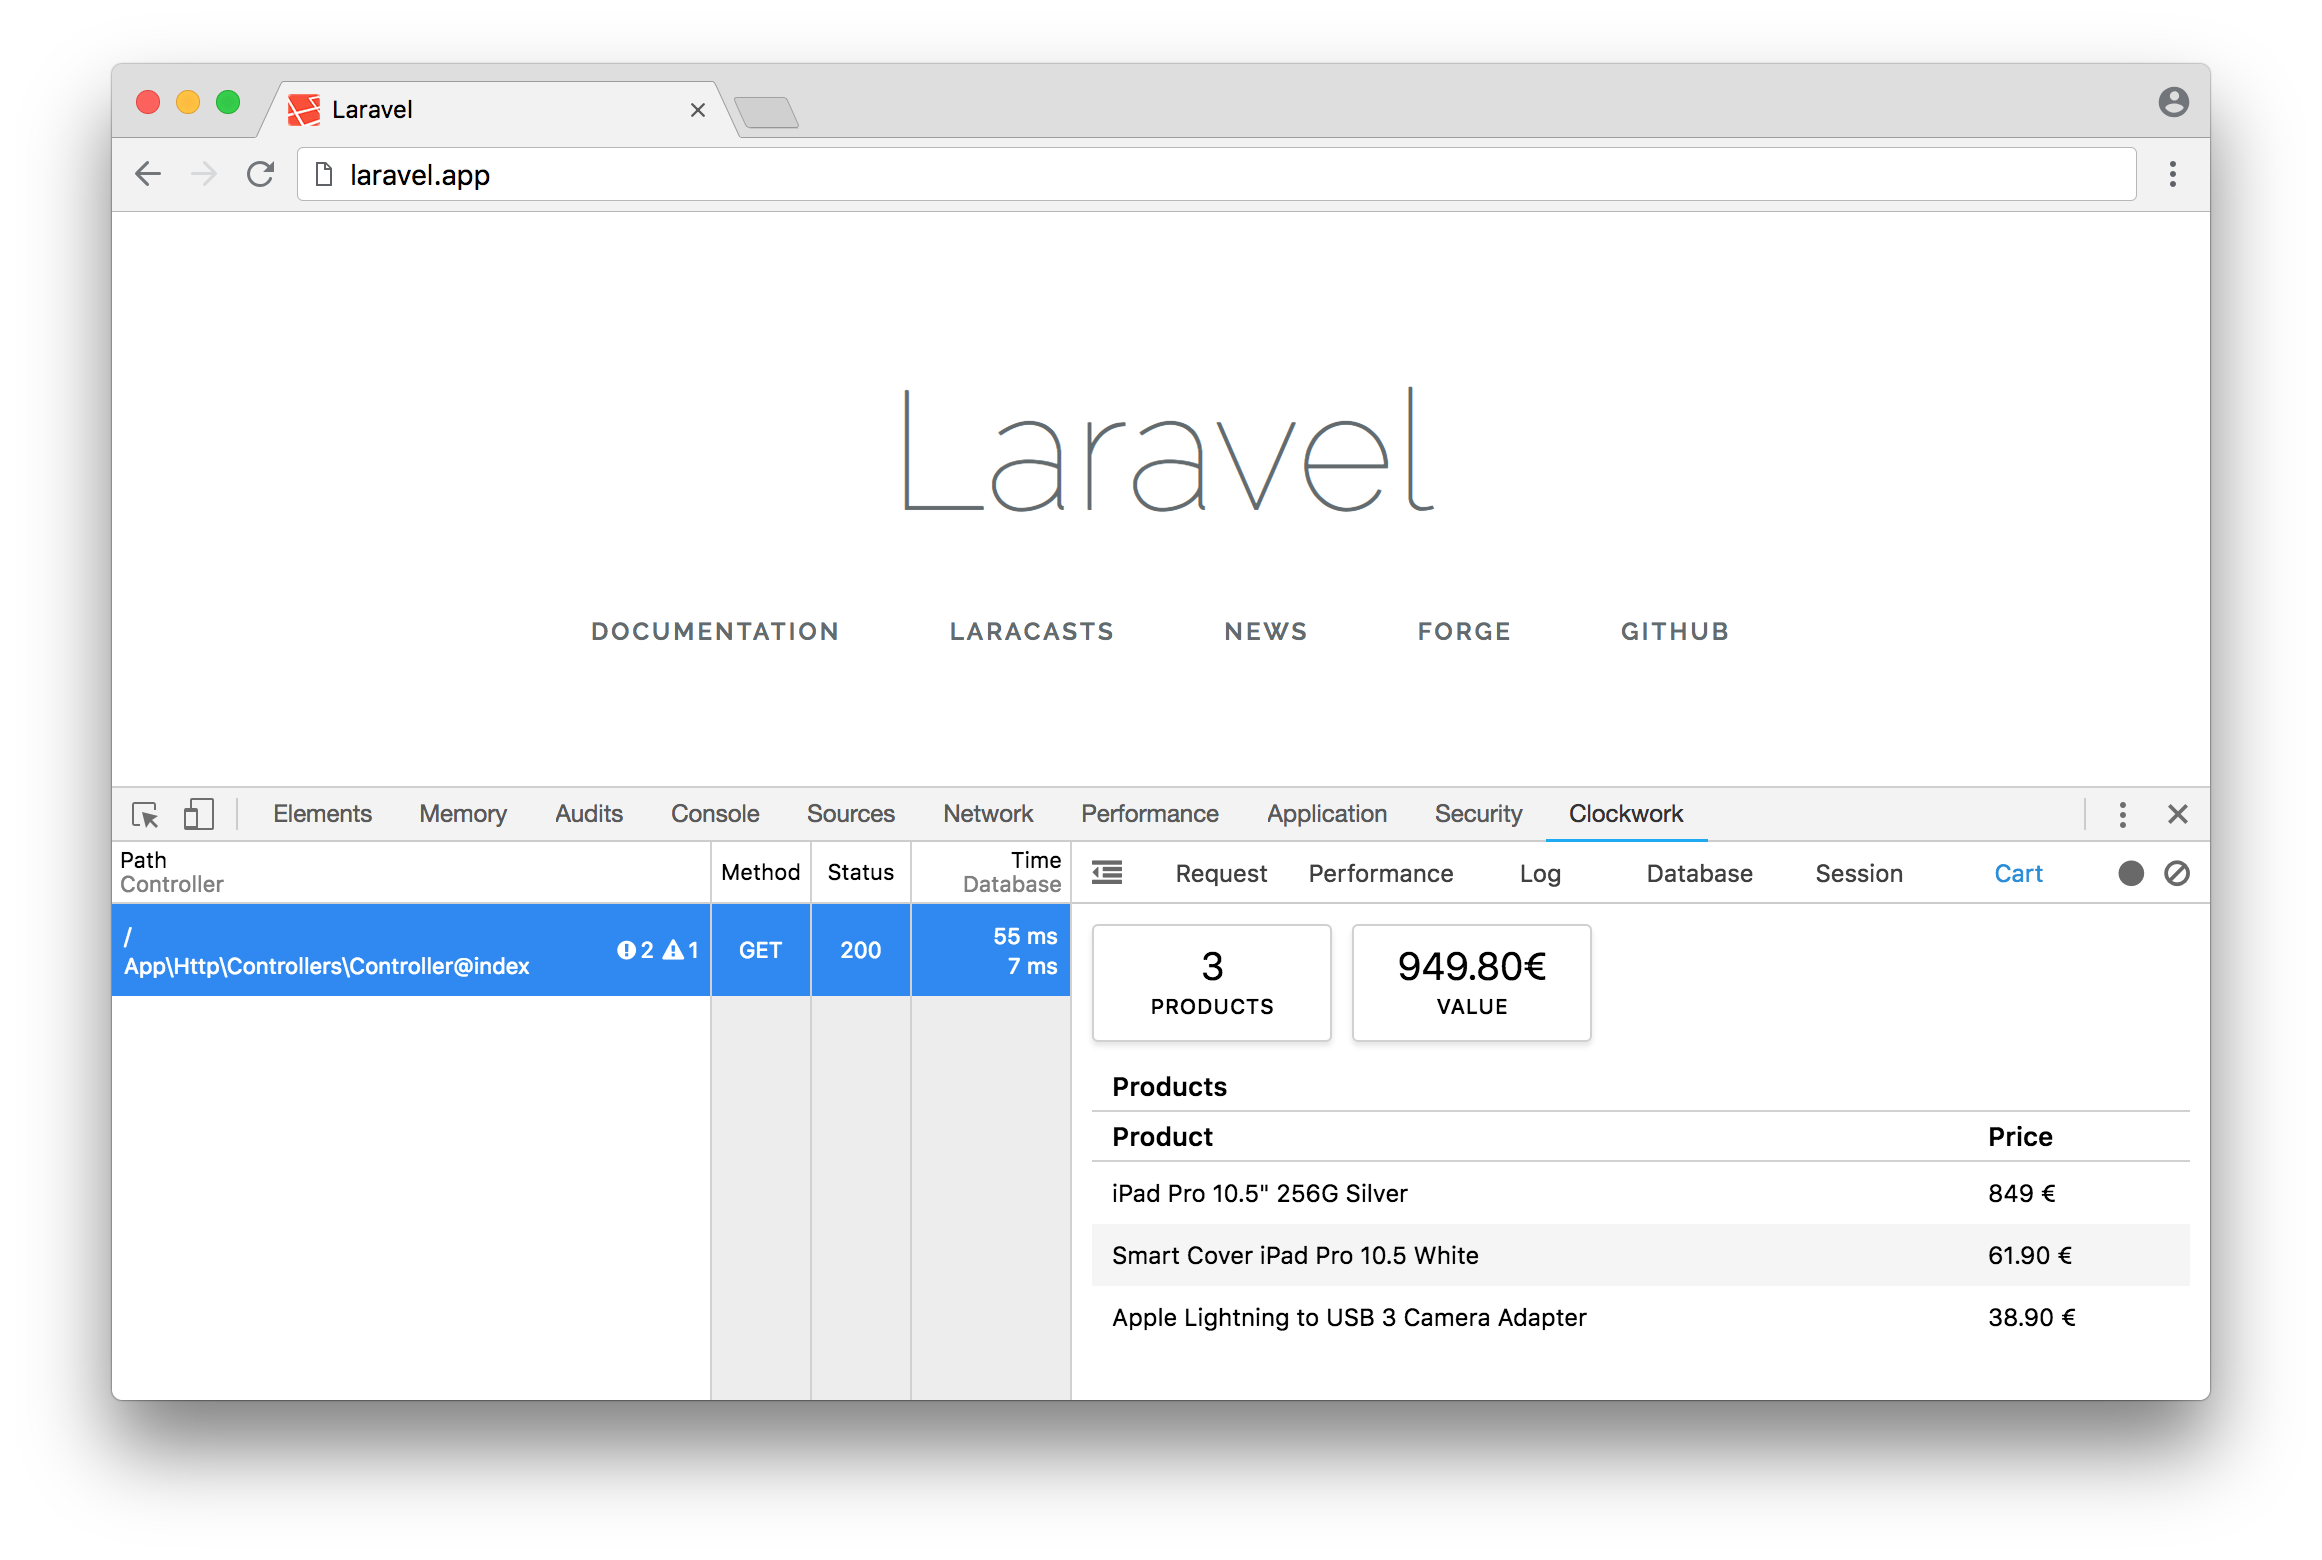 Laravel
laravel.app
Laravel
DOCUMENTATION LARACASTS NEWS FORGE GITHUB
Elements Memory Audits Console Sources Network Performance Application Security Clockwork
Path
Controller
Method Status
Time
Database
Request Performance Log Database Session Cart
/
App\Http\Controllers\Controller@index
2 1
GET
200
55 ms
7 ms
3
PRODUCTS
949.80€
VALUE
Products
Product Price
iPad Pro 10.5" 256G Silver 849 €
Smart Cover iPad Pro 10.5 White 61.90 €
Apple Lightning to USB 3 Camera Adapter 38.90 €